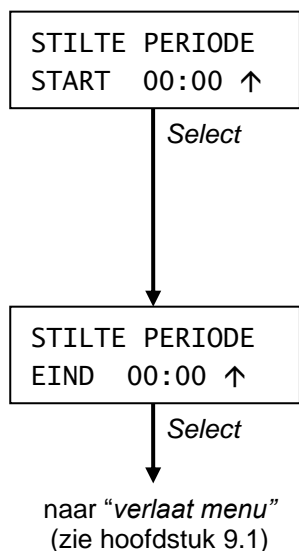 STILTE PERIODE
START 00:00 ↑
Select
STILTE PERIODE
EIND 00:00 ↑
Select
naar “verlaat menu”
(zie hoofdstuk 9.1)